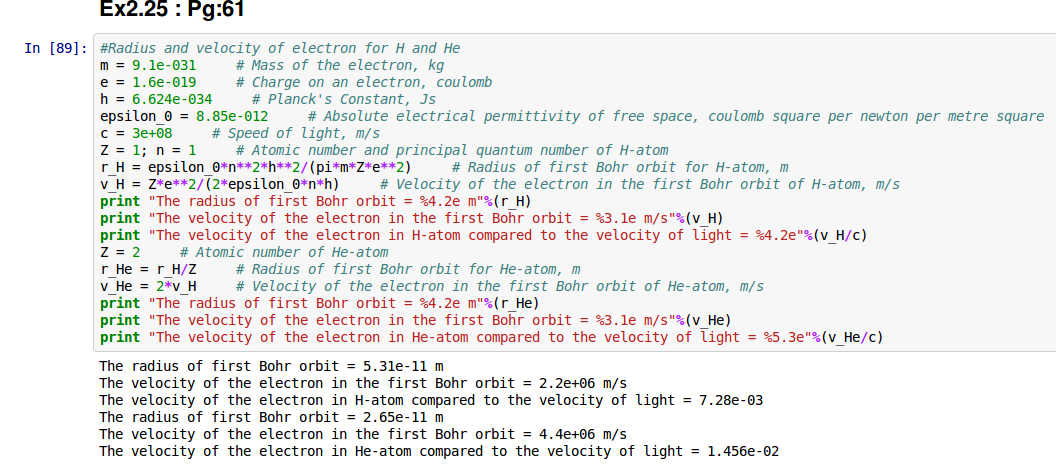 Ex2.25 : Pg:61
In [89]: #Radius and velocity of electron for H and He
m = 9.1e-031     # Mass of the electron, kg
e = 1.6e-019     # Charge on an electron, coulomb
h = 6.624e-034     # Planck's Constant, Js
epsilon_0 = 8.85e-012     # Absolute electrical permittivity of free space, coulomb square per newton per metre square
c = 3e+08     # Speed of light, m/s
Z = 1; n = 1     # Atomic number and principal quantum number of H-atom
r_H = epsilon_0*n**2*h**2/(pi*m*Z*e**2)     # Radius of first Bohr orbit for H-atom, m
v_H = Z*e**2/(2*epsilon_0*n*h)     # Velocity of the electron in the first Bohr orbit of H-atom, m/s
print "The radius of first Bohr orbit = %4.2e m"%(r_H)
print "The velocity of the electron in the first Bohr orbit = %3.1e m/s"%(v_H)
print "The velocity of the electron in H-atom compared to the velocity of light = %4.2e"%(v_H/c)
Z = 2     # Atomic number of He-atom
r_He = r_H/Z     # Radius of first Bohr orbit for He-atom, m
v_He = 2*v_H     # Velocity of the electron in the first Bohr orbit of He-atom, m/s
print "The radius of first Bohr orbit = %4.2e m"%(r_He)
print "The velocity of the electron in the first Bohr orbit = %3.1e m/s"%(v_He)
print "The velocity of the electron in He-atom compared to the velocity of light = %5.3e"%(v_He/c)
The radius of first Bohr orbit = 5.31e-11 m
The velocity of the electron in the first Bohr orbit = 2.2e+06 m/s
The velocity of the electron in H-atom compared to the velocity of light = 7.28e-03
The radius of first Bohr orbit = 2.65e-11 m
The velocity of the electron in the first Bohr orbit = 4.4e+06 m/s
The velocity of the electron in He-atom compared to the velocity of light = 1.456e-02